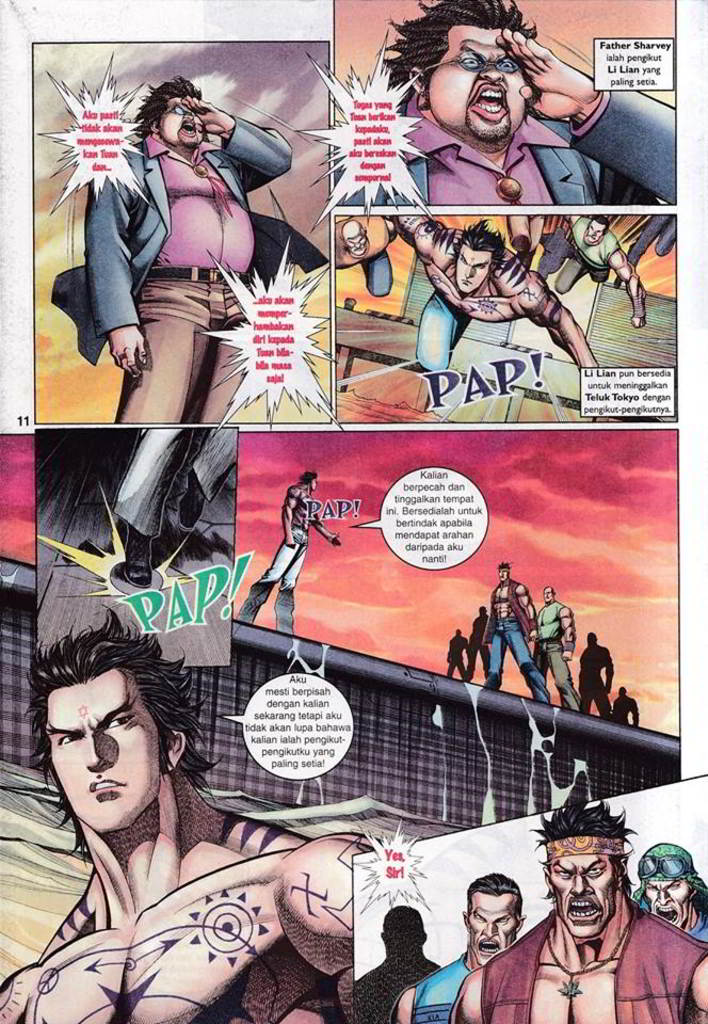 Aku pasti
tidak akan
mengecewa-
kan Tuan
dan...
...aku akan
memper-
hambakan
diri kepada
Tuan bila-
bila masa
saja!
Tugas yang
Tuan berikan
kepadaku,
pasti aku
akan bereskan
dengan
sempurna!
Father Sharvey
ialah pengikut
Li Lian yang
paling setia.
PAP!
Li Lian pun bersedia
untuk meninggalkan
Teluk Tokyo dengan
pengikut-pengikutnya.
11
PAP!
PAP!
Kalian
berpecah dan
tinggalkan tempat
ini. Bersedialah untuk
bertindak apabila
mendapat arahan
daripada aku
nanti!
Aku
mesti berpisah
dengan kalian
sekarang tetapi aku
tidak akan lupa bahawa
kalian ialah pengikut-
pengikutku yang
paling setia!
Yes,
Sir!